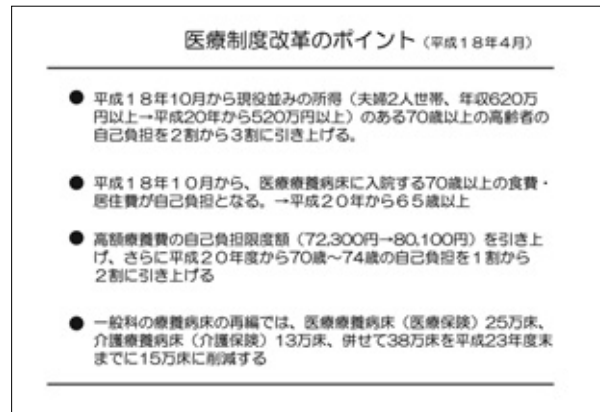 医療制度改革のポイント（平成18年4月）
● 平成18年10月から現役並みの所得（夫婦2人世帯、年収620万
円以上→平成20年から520万円以上）のある70歳以上の高齢者の
自己負担を2割から3割に引き上げる。
● 平成18年10月から、医療療養病床に入院する70歳以上の食費・
居住費が自己負担となる。→平成20年から65歳以上
● 高額療養費の自己負担限度額（72,300円→80,100円）を引き上
げ、さらに平成20年度から70歳～74歳の自己負担を1割から
2割に引き上げる
● 一般科の療養病床の再編では、医療療養病床（医療保険）25万床、
介護療養病床（介護保険）13万床、併せて38万床を平成23年度末
までに15万床に削減する